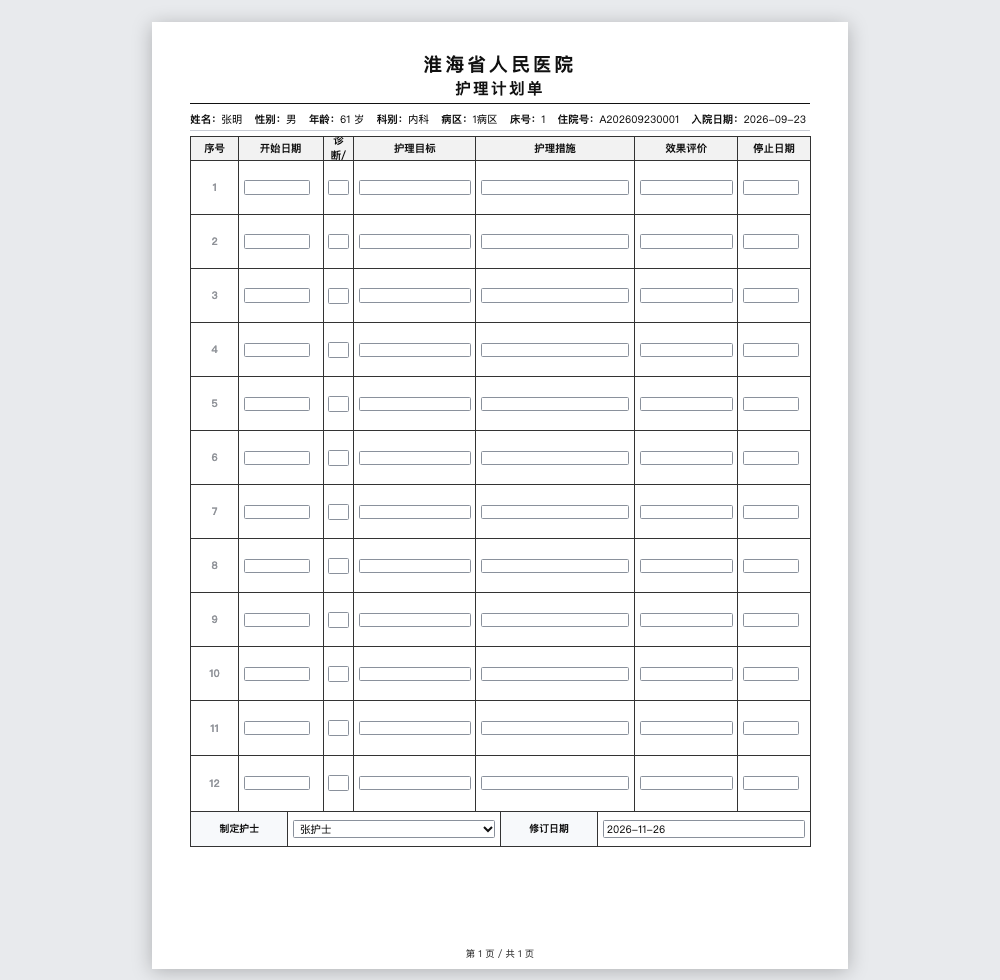 淮海省人民医院
护理计划单
姓名: 张明 性别: 男 年龄: 61 岁 科别: 内科 病区: 1病区 床号: 1 住院号: A202609230001 入院日期: 2026-09-23
序号 开始日期 诊断/ 护理目标 护理措施 效果评价 停止日期
1
2
3
4
5
6
7
8
9
10
11
12
制定护士 张护士 修订日期 2026-11-26
第 1 页 / 共 1 页